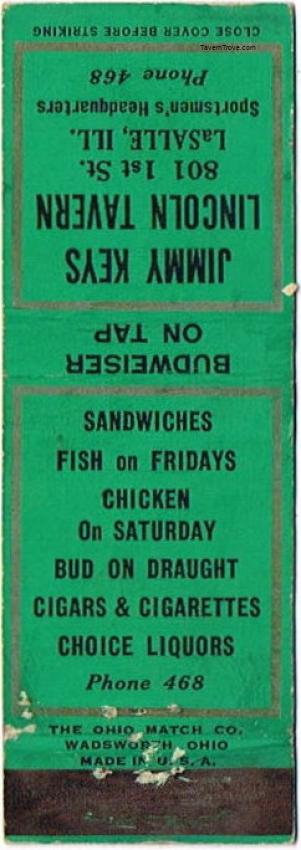 CLOSE COVER BEFORE STRIKING
TavernTrove.com
JIMMY KEYS
LINCOLN TAVERN
801 1st St.
LaSALLE, ILL.
Sportsmen's Headquarters
Phone 468
BUDWEISER
ON TAP
SANDWICHES
FISH on FRIDAYS
CHICKEN
On SATURDAY
BUD ON DRAUGHT
CIGARS & CIGARETTES
CHOICE LIQUORS
Phone 468
THE OHIO MATCH CO.
WADSWORTH, OHIO
MADE IN U. S. A.